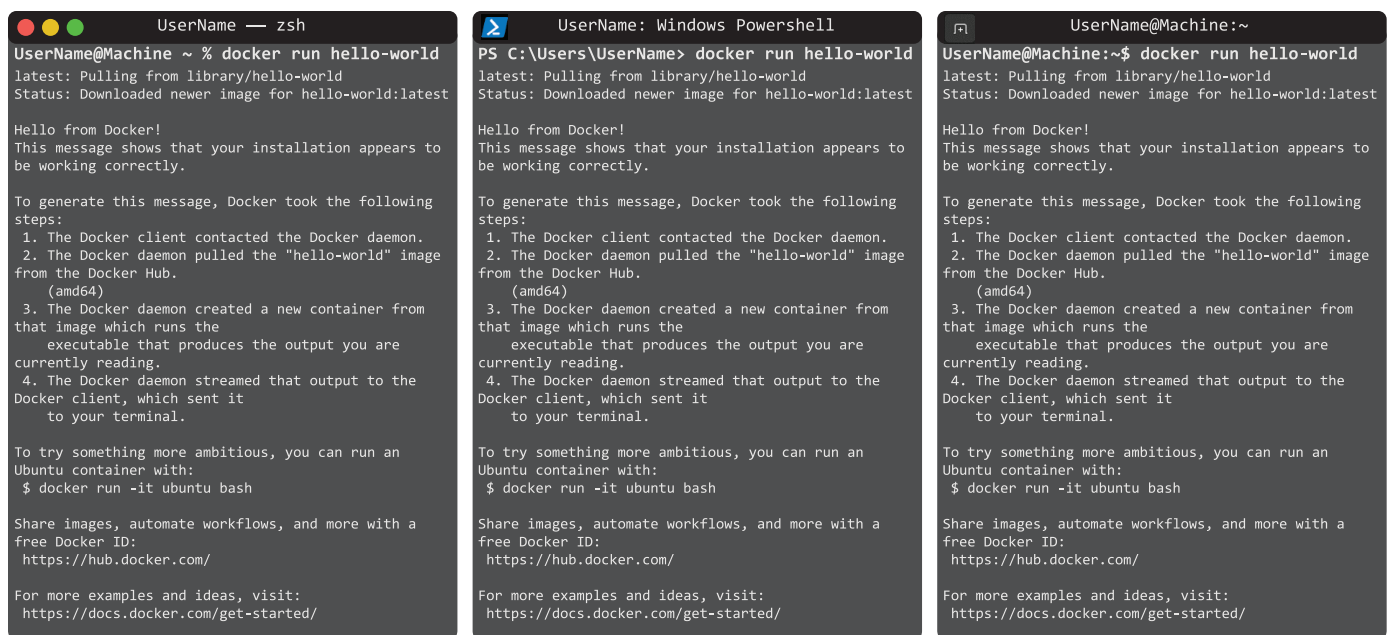 UserName — zsh
UserName@Machine ~ % docker run hello-world
latest: Pulling from library/hello-world
Status: Downloaded newer image for hello-world:latest
Hello from Docker!
This message shows that your installation appears to
be working correctly.
To generate this message, Docker took the following
steps:
1. The Docker client contacted the Docker daemon.
2. The Docker daemon pulled the "hello-world" image
from the Docker Hub.
(amd64)
3. The Docker daemon created a new container from
that image which runs the
executable that produces the output you are
currently reading.
4. The Docker daemon streamed that output to the
Docker client, which sent it
to your terminal.
To try something more ambitious, you can run an
Ubuntu container with:
$ docker run -it ubuntu bash
Share images, automate workflows, and more with a
free Docker ID:
https://hub.docker.com/
For more examples and ideas, visit:
https://docs.docker.com/get-started/
UserName: Windows Powershell
PS C:\Users\UserName> docker run hello-world
latest: Pulling from library/hello-world
Status: Downloaded newer image for hello-world:latest
Hello from Docker!
This message shows that your installation appears to
be working correctly.
To generate this message, Docker took the following
steps:
1. The Docker client contacted the Docker daemon.
2. The Docker daemon pulled the "hello-world" image
from the Docker Hub.
(amd64)
3. The Docker daemon created a new container from
that image which runs the
executable that produces the output you are
currently reading.
4. The Docker daemon streamed that output to the
Docker client, which sent it
to your terminal.
To try something more ambitious, you can run an
Ubuntu container with:
$ docker run -it ubuntu bash
Share images, automate workflows, and more with a
free Docker ID:
https://hub.docker.com/
For more examples and ideas, visit:
https://docs.docker.com/get-started/
UserName@Machine:~
UserName@Machine:~$ docker run hello-world
latest: Pulling from library/hello-world
Status: Downloaded newer image for hello-world:latest
Hello from Docker!
This message shows that your installation appears to
be working correctly.
To generate this message, Docker took the following
steps:
1. The Docker client contacted the Docker daemon.
2. The Docker daemon pulled the "hello-world" image
from the Docker Hub.
(amd64)
3. The Docker daemon created a new container from
that image which runs the
executable that produces the output you are
currently reading.
4. The Docker daemon streamed that output to the
Docker client, which sent it
to your terminal.
To try something more ambitious, you can run an
Ubuntu container with:
$ docker run -it ubuntu bash
Share images, automate workflows, and more with a
free Docker ID:
https://hub.docker.com/
For more examples and ideas, visit:
https://docs.docker.com/get-started/